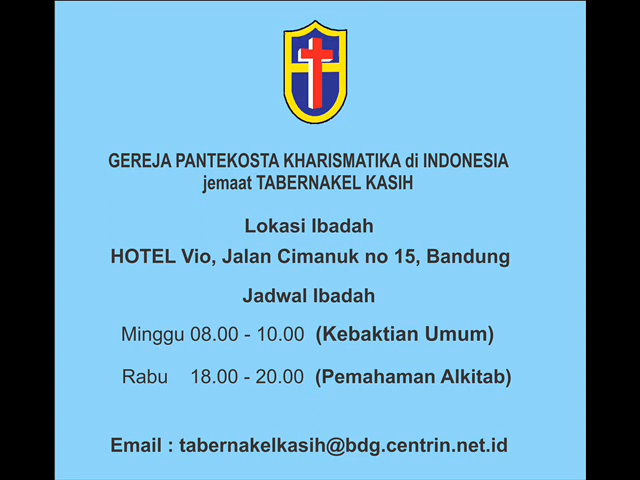 GEREJA PANTEKOSTA KHARISMATIKA di INDONESIA
jemaat TABERNAKEL KASIH
Lokasi Ibadah
HOTEL Vio, Jalan Cimanuk no 15, Bandung
Jadwal Ibadah
Minggu 08.00 - 10.00 (Kebaktian Umum)
Rabu 18.00 - 20.00 (Pemahaman Alkitab)
Email : tabernakelkasih@bdg.centrin.net.id